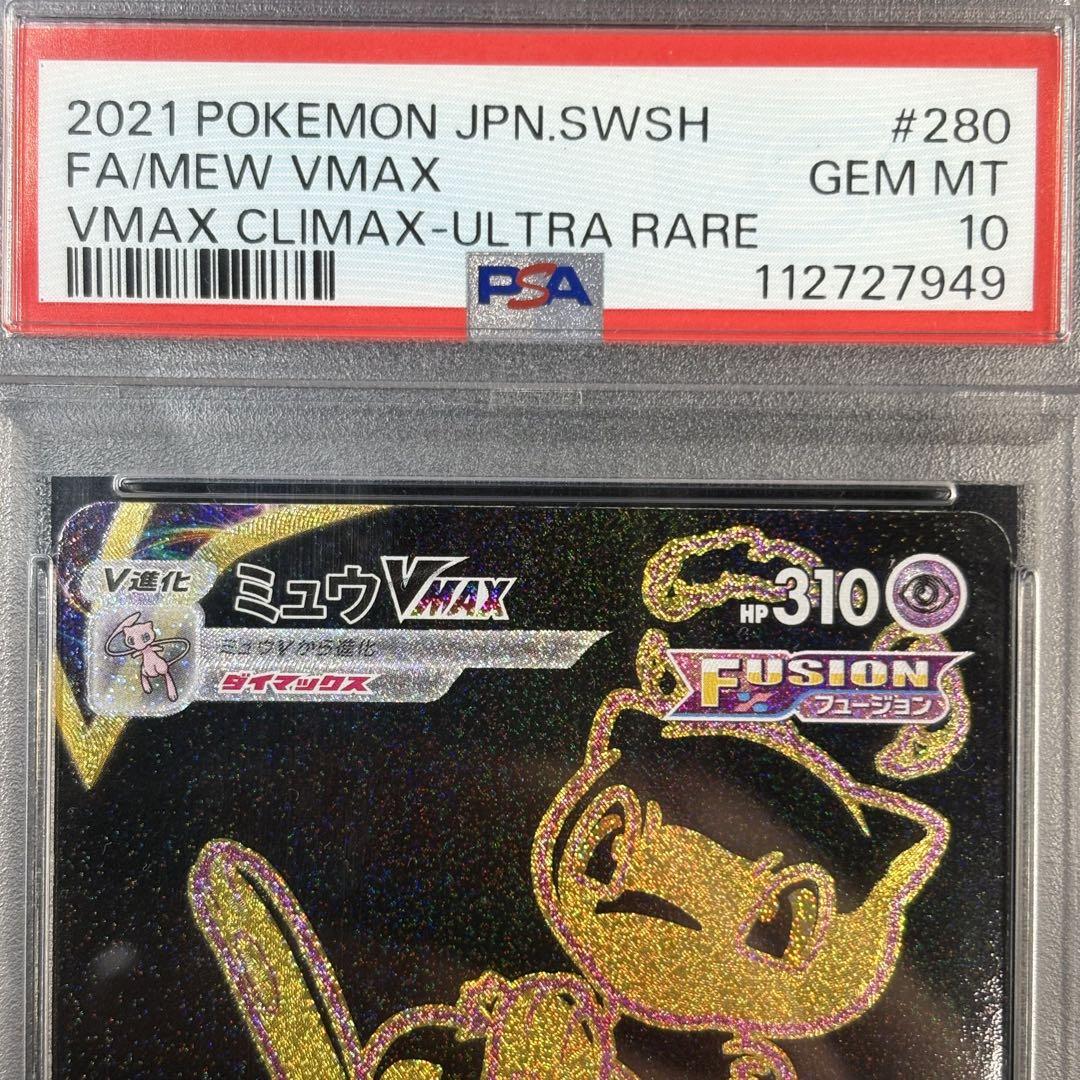 2021 POKEMON JPN.SWSH #280
FA/MEW VMAX GEM MT
VMAX CLIMAX-ULTRA RARE 10
PSA 112727949
V進化 ミュウVMAX HP310
ミュウVから進化
ダイマックス
FUSION
フュージョン